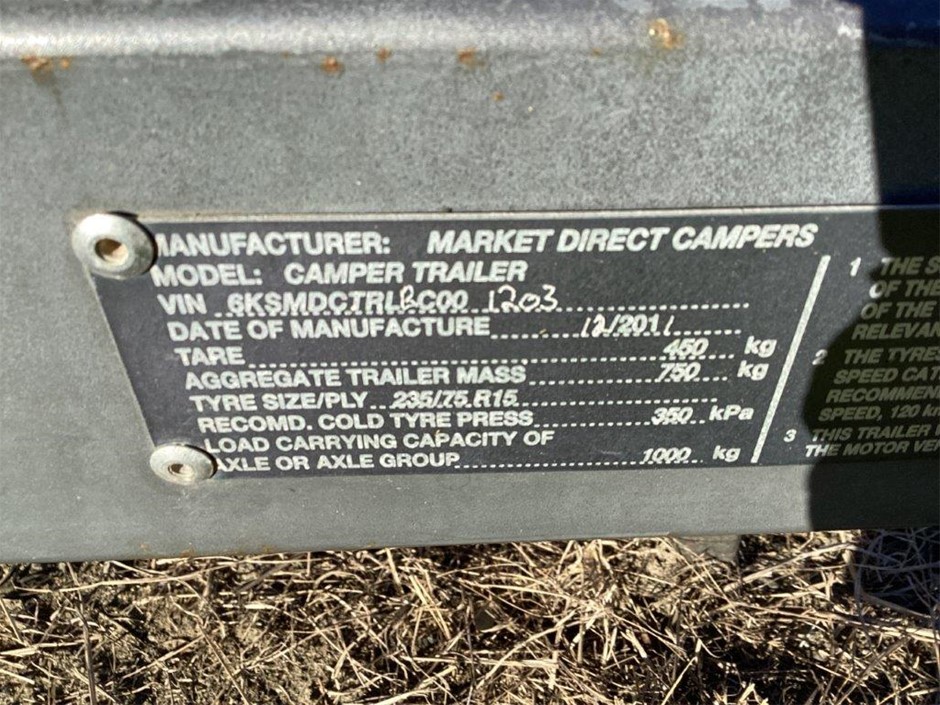 MANUFACTURER: MARKET DIRECT CAMPERS
MODEL: CAMPER TRAILER
VIN 6KSMDCTRLBC00 1203
DATE OF MANUFACTURE 12/2011
TARE 450 kg
AGGREGATE TRAILER MASS 750 kg
TYRE SIZE/PLY 235/75.R15
RECOMD. COLD TYRE PRESS 350 kPa
LOAD CARRYING CAPACITY OF
AXLE OR AXLE GROUP 1000 kg
1 THE S
OF THE
OF THE
RELEVAN
2 THE TYRES
SPEED CAT
RECOMMEN
SPEED, 120 k
3 THIS TRAILER
THE MOTOR VE